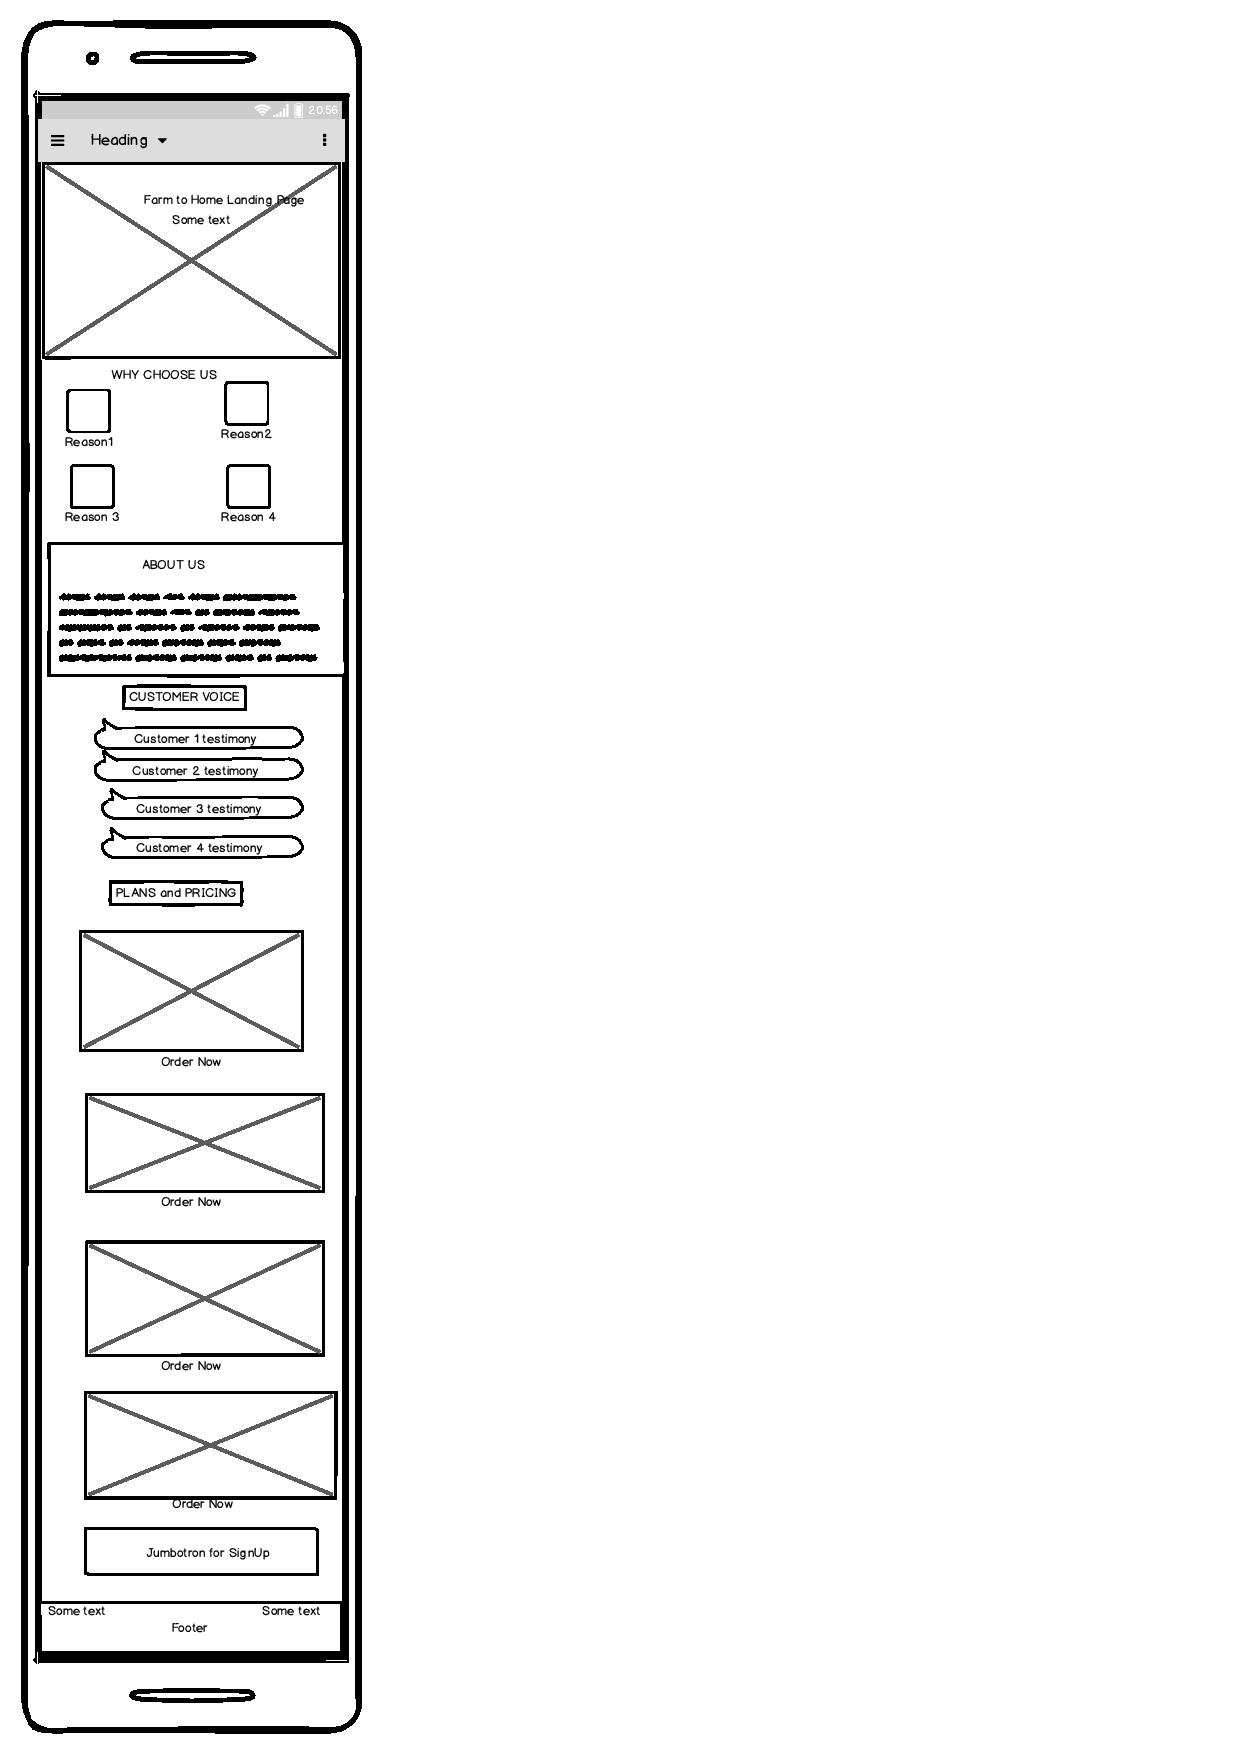 20:56
Heading
Farm to Home Landing Page
Some text
WHY CHOOSE US
Reason1
Reason2
Reason 3
Reason 4
ABOUT US
CUSTOMER VOICE
Customer 1 testimony
Customer 2 testimony
Customer 3 testimony
Customer 4 testimony
PLANS and PRICING
Order Now
Order Now
Order Now
Order Now
Jumbotron for SignUp
Some text
Some text
Footer